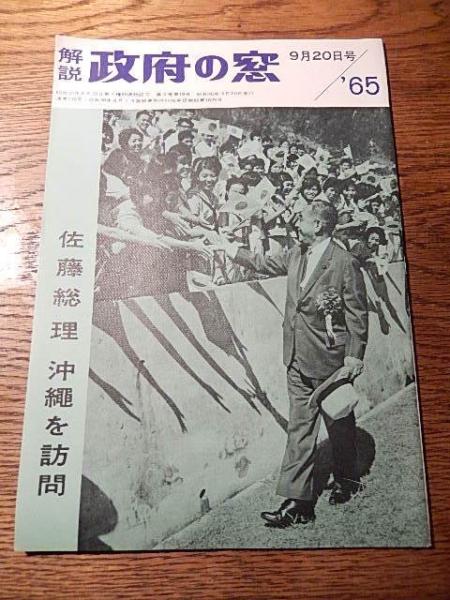 解説 政府の窓
9月20日号
'65
佐藤総理 沖縄を訪問